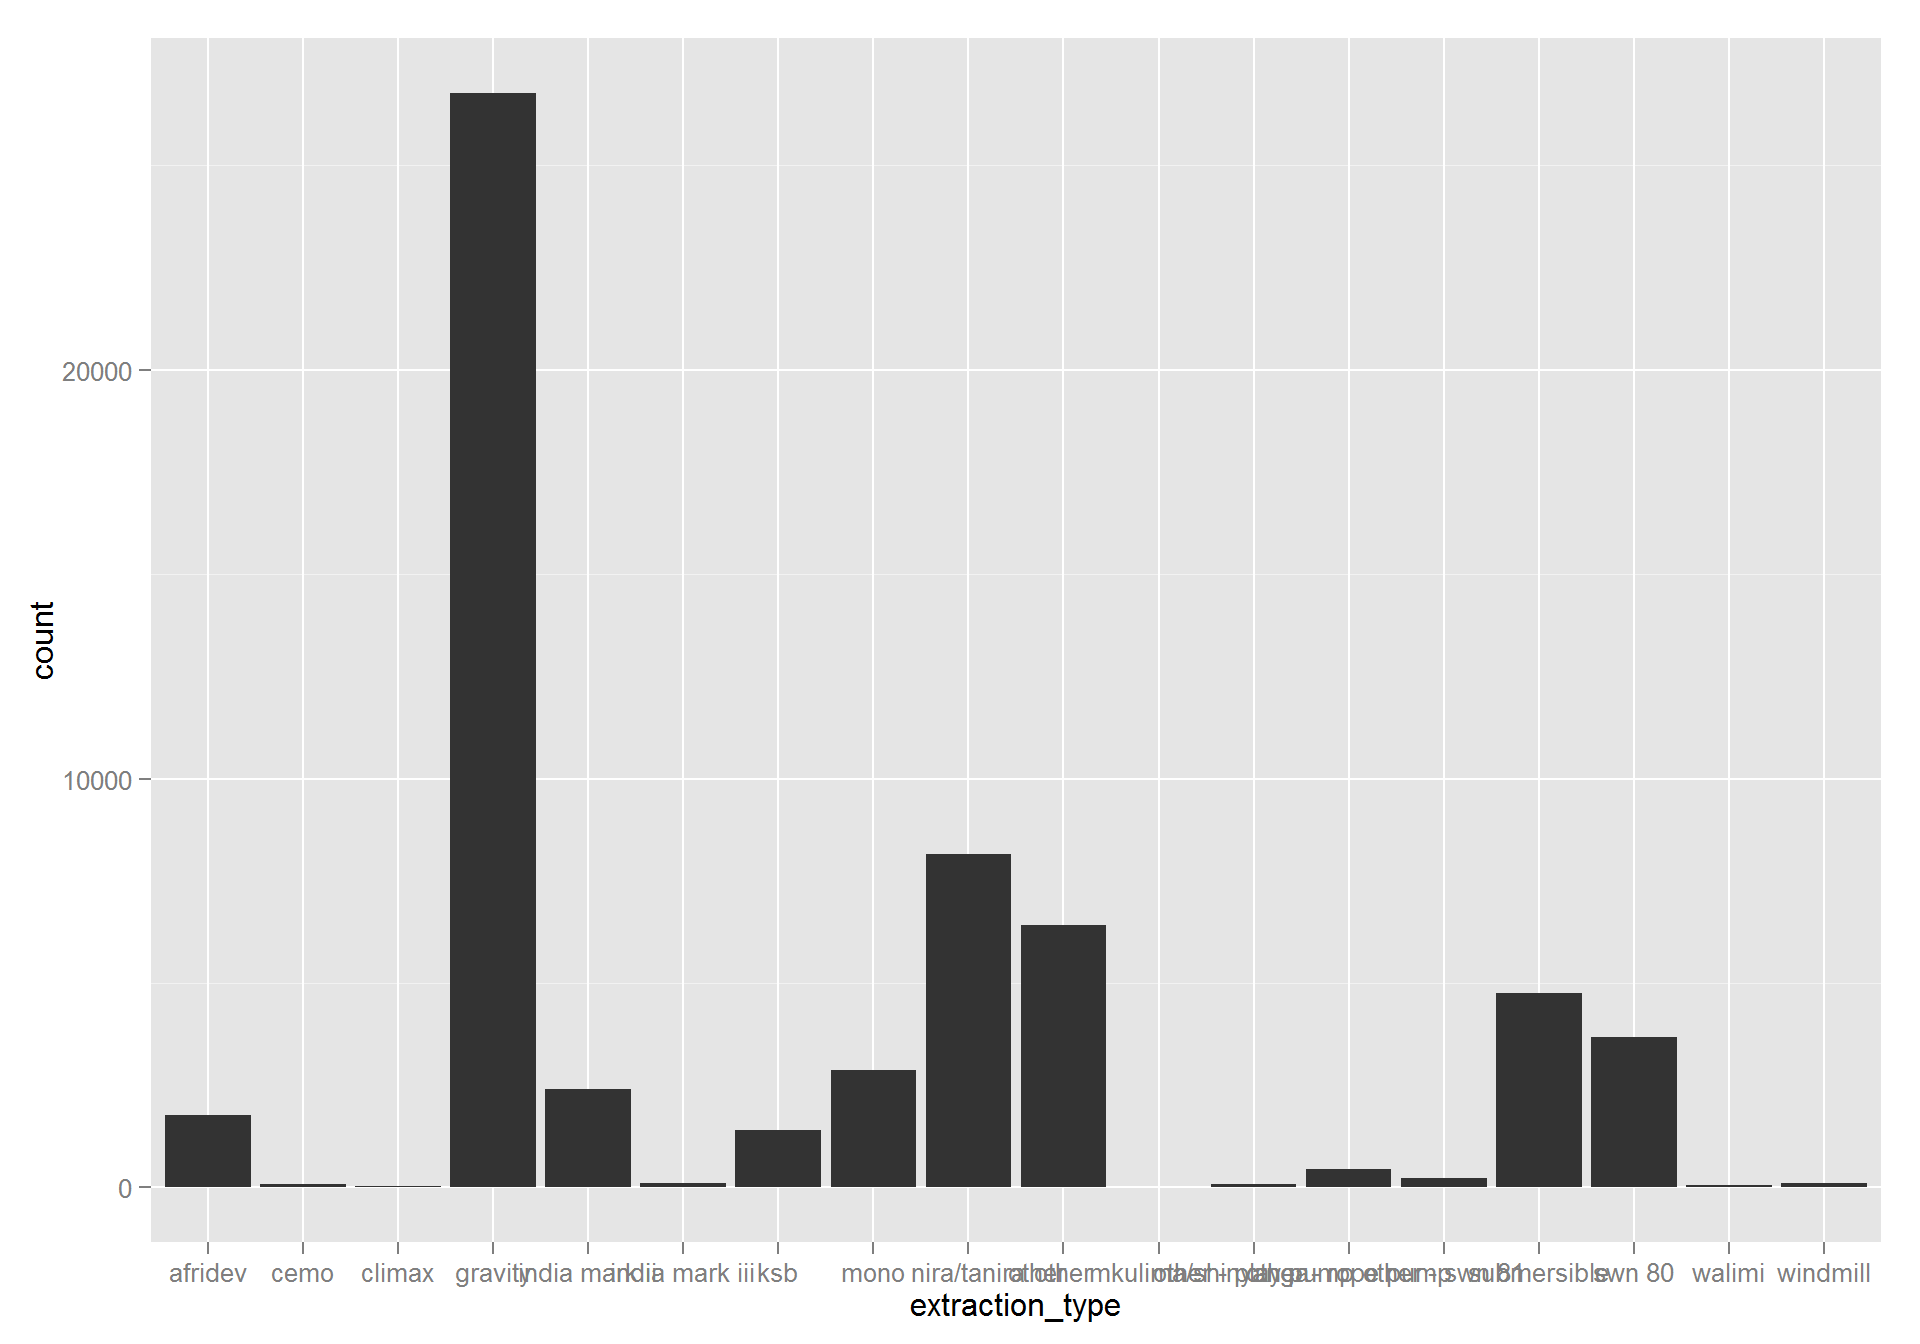 20000
10000
0
count
afridev cemo climax gravity india mark ii india mark iii ksb mono nira/tanira other other - mkulima/shinyanga other - play pump other - rope pump other - swn 81 submersible swn 80 walimi windmill
extraction_type